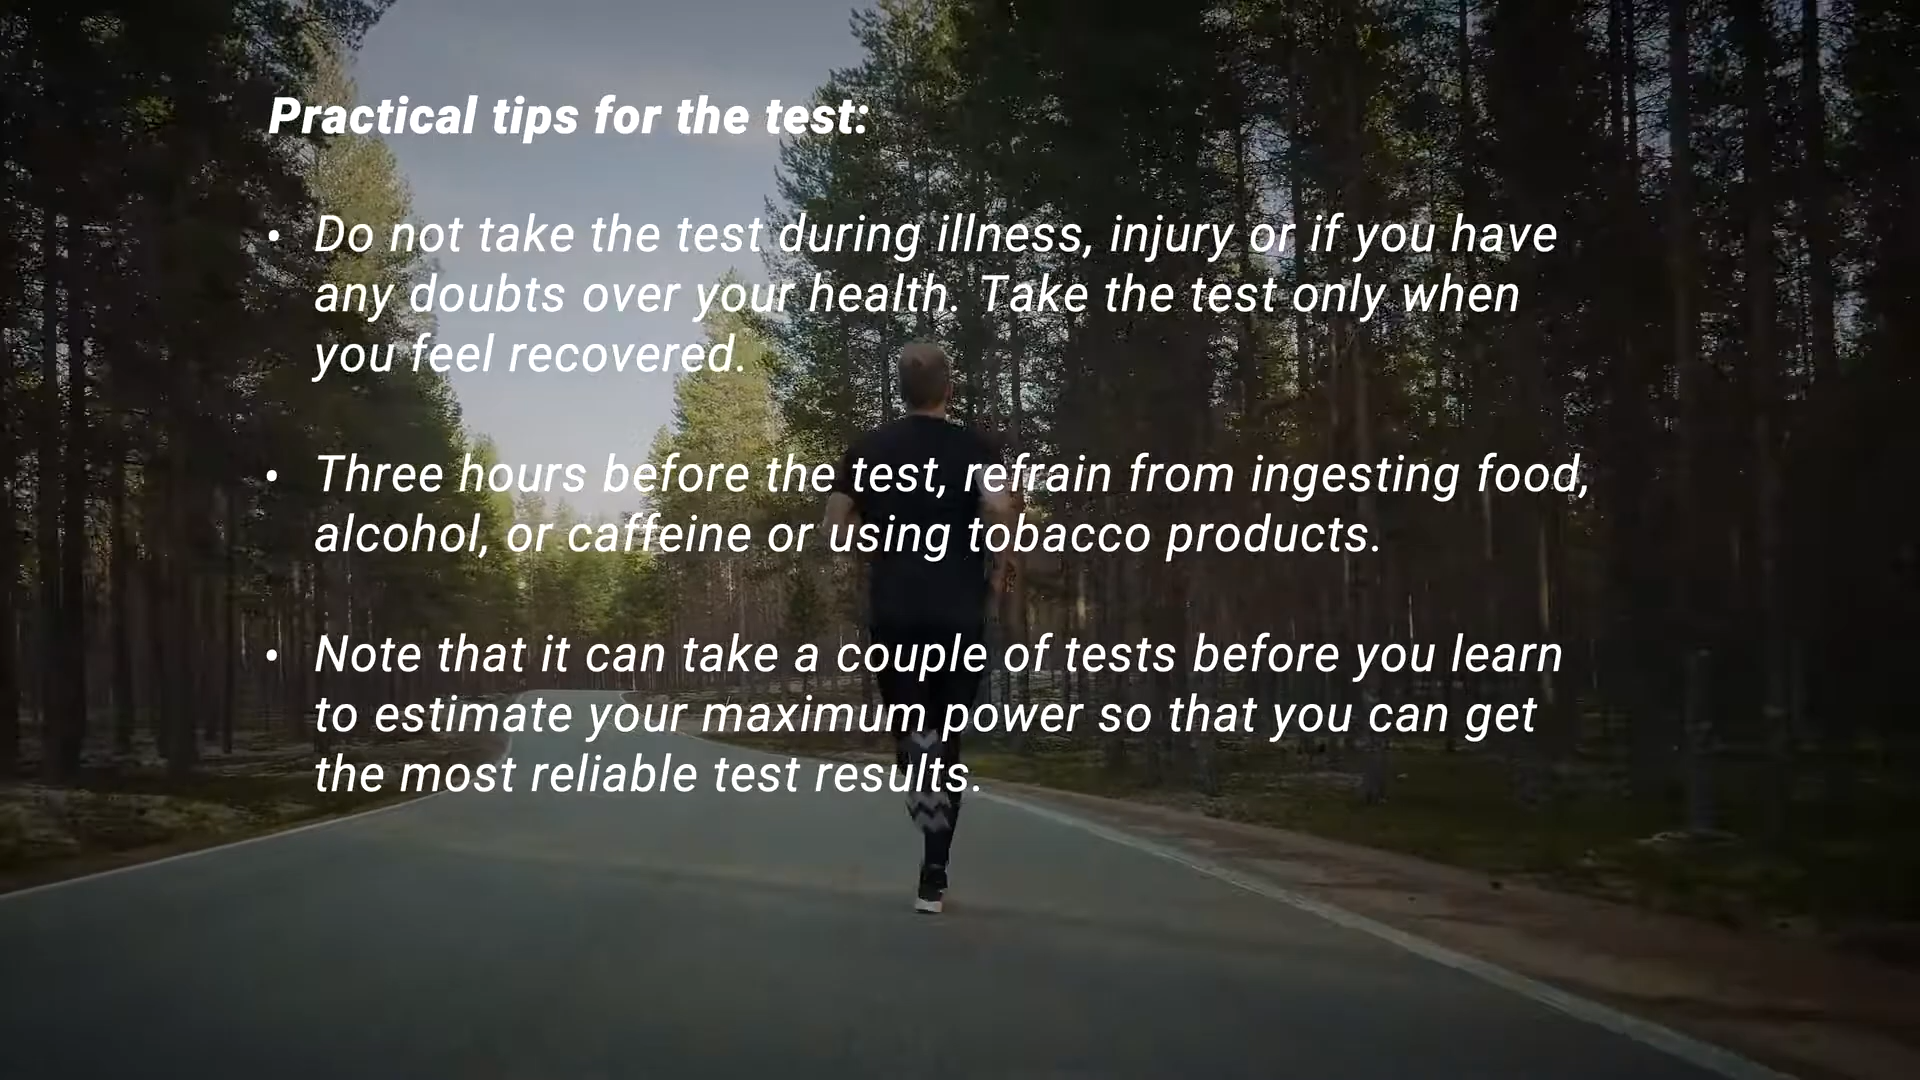 Practical tips for the test:
• Do not take the test during illness, injury or if you have
any doubts over your health. Take the test only when
you feel recovered.
• Three hours before the test, refrain from ingesting food,
alcohol, or caffeine or using tobacco products.
• Note that it can take a couple of tests before you learn
to estimate your maximum power so that you can get
the most reliable test results.